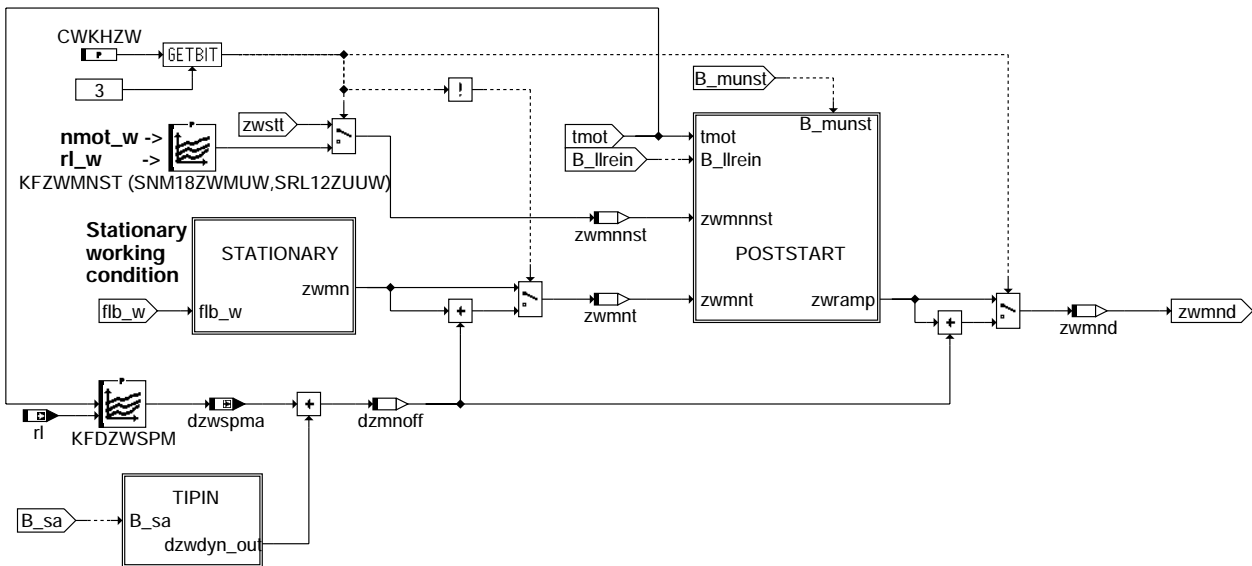 CWKHZW
P
GETBIT
3
!
B_munst
zwstt
P
nmot_w ->
rl_w ->
KFZWMNST (SNM18ZWMUW,SRL12ZUUW)
tmot
B_llrein
B_munst
tmot
B_llrein
zwmnnst
POSTSTART
zwmnt
zwramp
zwmnnst
Stationary
working
condition
STATIONARY
zwmn
flb_w
flb_w
+
zwmnt
+
zwmnd
zwmnd
P
rl
KFDZWSPM
dzwspma
+
dzmnoff
TIPIN
B_sa
B_sa
dzwdyn_out